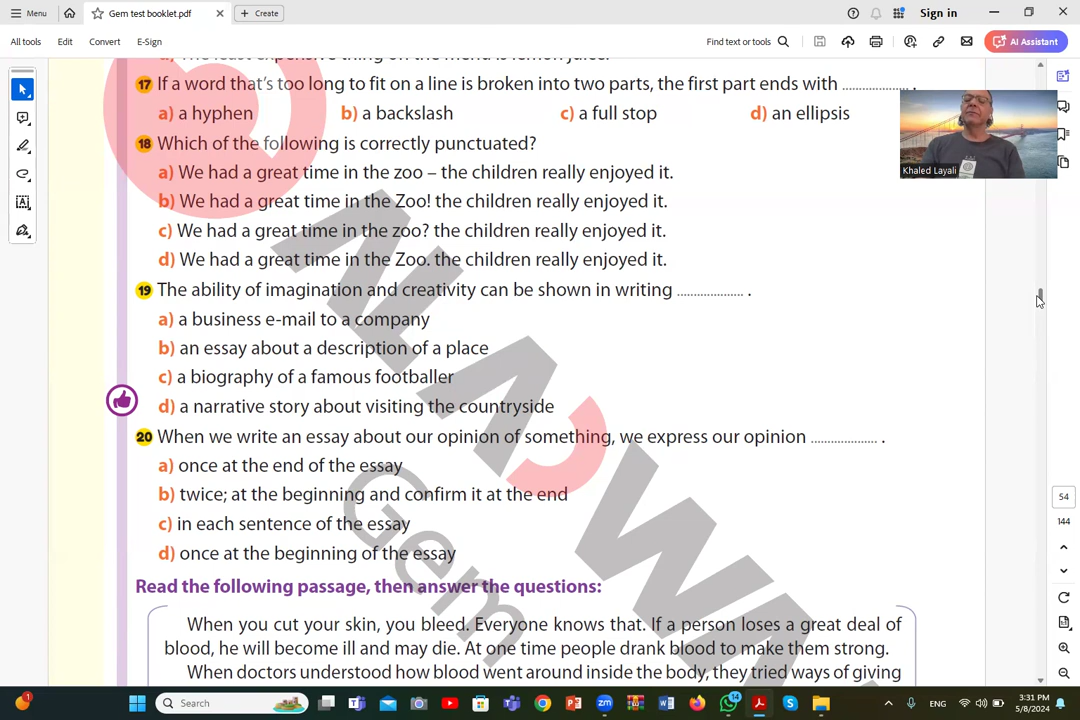 Menu
Gem test booklet.pdf
+ Create
Sign in
All tools Edit Convert E-Sign
Find text or tools
AI Assistant
17 If a word that's too long to fit on a line is broken into two parts, the first part ends with .................... .
a) a hyphen b) a backslash c) a full stop d) an ellipsis
18 Which of the following is correctly punctuated?
a) We had a great time in the zoo – the children really enjoyed it.
b) We had a great time in the Zoo! the children really enjoyed it.
c) We had a great time in the zoo? the children really enjoyed it.
d) We had a great time in the Zoo. the children really enjoyed it.
19 The ability of imagination and creativity can be shown in writing .................... .
a) a business e-mail to a company
b) an essay about a description of a place
c) a biography of a famous footballer
d) a narrative story about visiting the countryside
20 When we write an essay about our opinion of something, we express our opinion .................... .
a) once at the end of the essay
b) twice; at the beginning and confirm it at the end
c) in each sentence of the essay
d) once at the beginning of the essay
Read the following passage, then answer the questions:
When you cut your skin, you bleed. Everyone knows that. If a person loses a great deal of
blood, he will become ill and may die. At one time people drank blood to make them strong.
When doctors understood how blood went around inside the body, they tried ways of giving
Khaled Layali
54
144
ALADWAA
Gem
Search
14
ENG
3:31 PM
5/8/2024
1